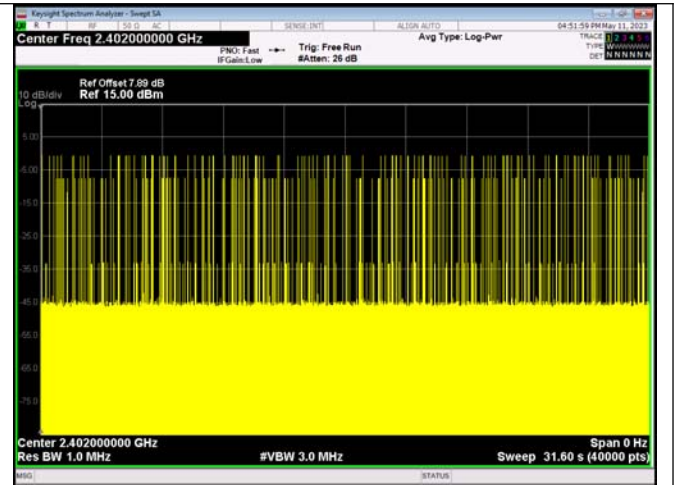 Keysight Spectrum Analyzer - Swept SA
R T RF 50 Ω AC SENSE:INT ALIGN AUTO 04:51:59 PM May 11, 2023
Center Freq 2.402000000 GHz Avg Type: Log-Pwr TRACE 1 2 3 4 5 6
PNO: Fast Trig: Free Run TYPE WWWWWW
IFGain:Low #Atten: 26 dB DET N N N N N N
Ref Offset 7.89 dB
10 dB/div Ref 15.00 dBm
Log
5.00
-5.00
-15.0
-25.0
-35.0
-45.0
-55.0
-65.0
-75.0
Center 2.402000000 GHz Span 0 Hz
Res BW 1.0 MHz #VBW 3.0 MHz Sweep 31.60 s (40000 pts)
MSG STATUS